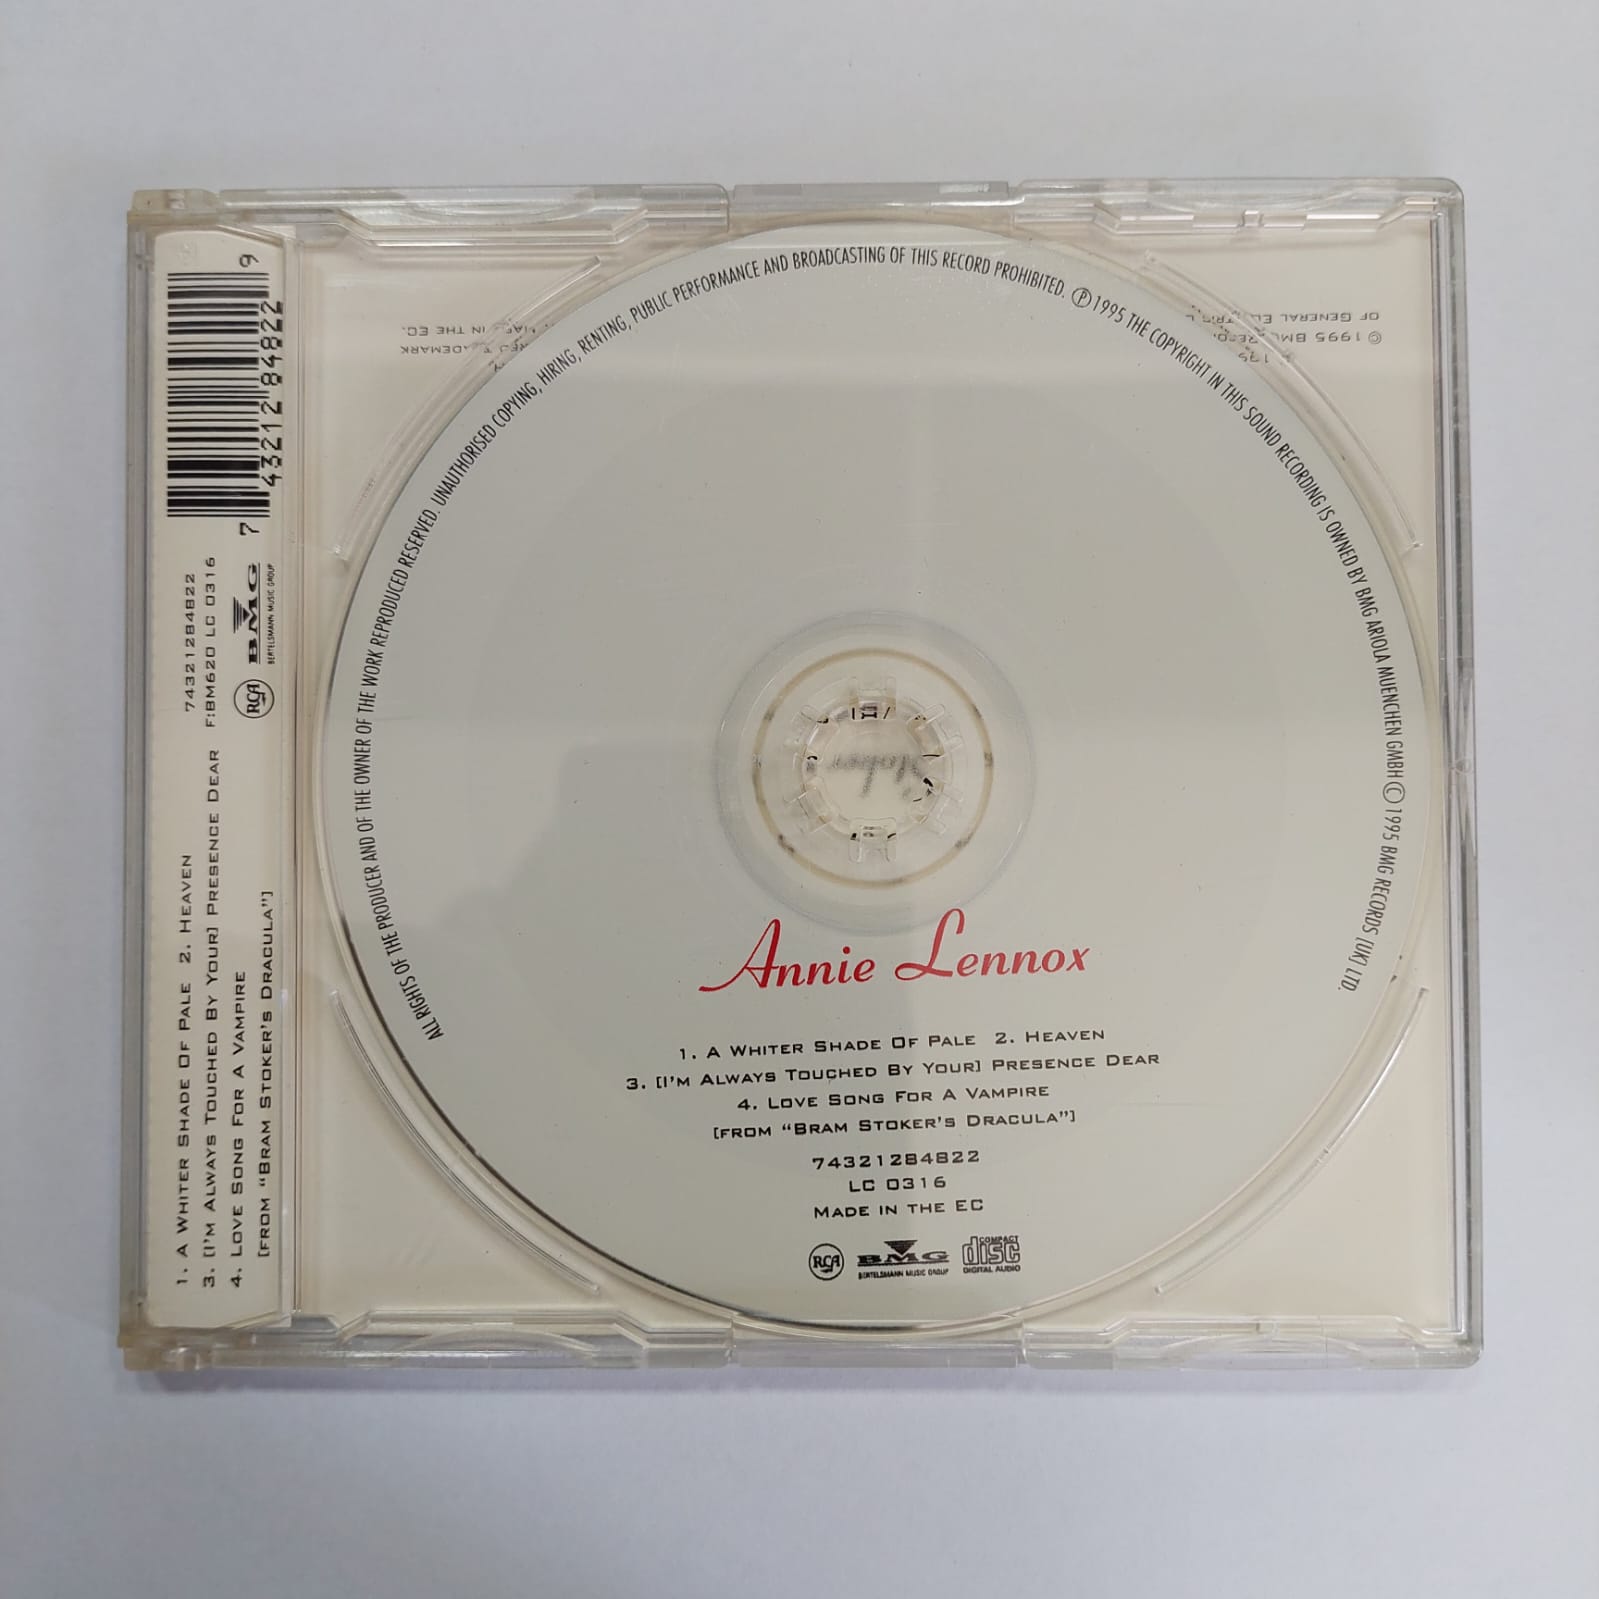 9
7 43212 84822
74321284822
F:BM620 LC 0316
RCA
BMG
BERTELSMANN MUSIC GROUP
1. A WHITER SHADE OF PALE 2. HEAVEN
3. [I'M ALWAYS TOUCHED BY YOUR] PRESENCE DEAR
4. LOVE SONG FOR A VAMPIRE
[FROM "BRAM STOKER'S DRACULA"]
ALL RIGHTS OF THE PRODUCER AND OF THE OWNER OF THE WORK REPRODUCED RESERVED. UNAUTHORISED COPYING, HIRING, RENTING, PUBLIC PERFORMANCE AND BROADCASTING OF THIS RECORD PROHIBITED. ℗ 1995 THE COPYRIGHT IN THIS SOUND RECORDING IS OWNED BY BMG ARIOLA MUENCHEN GMBH © 1995 BMG RECORDS (UK) LTD.
Annie Lennox
1. A WHITER SHADE OF PALE 2. HEAVEN
3. [I'M ALWAYS TOUCHED BY YOUR] PRESENCE DEAR
4. LOVE SONG FOR A VAMPIRE
[FROM "BRAM STOKER'S DRACULA"]
74321284822
LC 0316
MADE IN THE EC
RCA
BMG
BERTELSMANN MUSIC GROUP
COMPACT
disc
DIGITAL AUDIO
OF GENERAL
© 1995 BMG
IN THE EC.